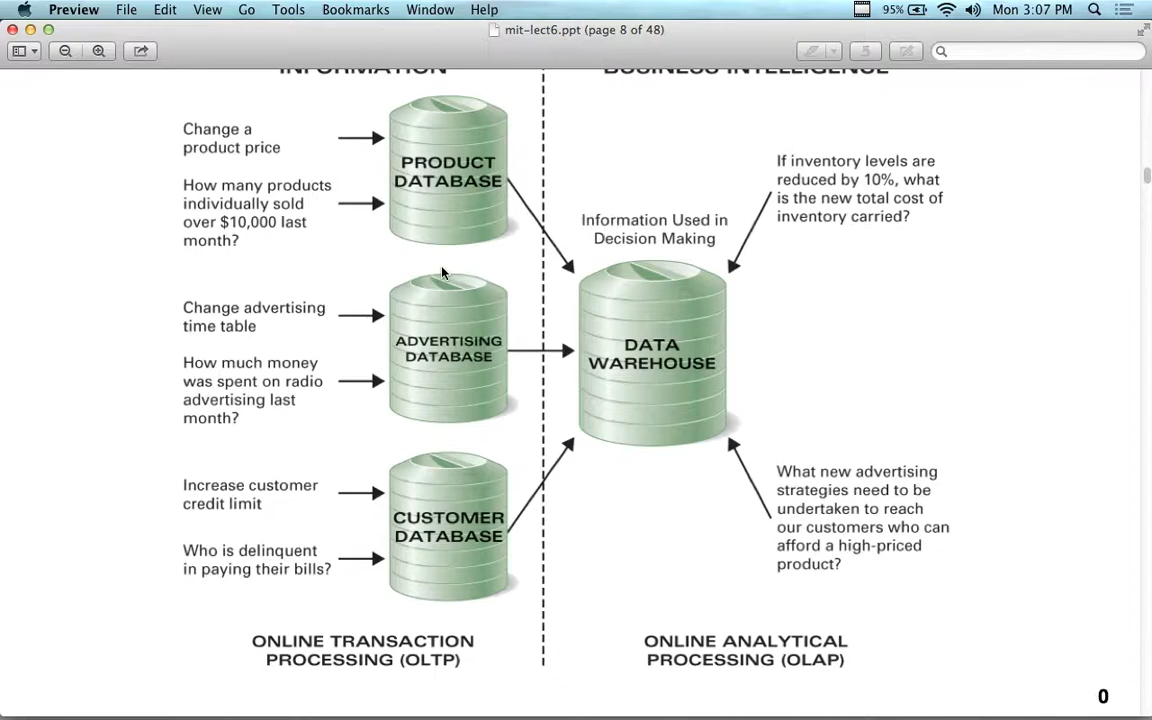 Preview File Edit View Go Tools Bookmarks Window Help 95% Mon 3:07 PM
mit-lect6.ppt (page 8 of 48)
INFORMATION
BUSINESS INTELLIGENCE
Change a
product price
How many products
individually sold
over $10,000 last
month?
PRODUCT
DATABASE
Change advertising
time table
How much money
was spent on radio
advertising last
month?
ADVERTISING
DATABASE
Increase customer
credit limit
Who is delinquent
in paying their bills?
CUSTOMER
DATABASE
ONLINE TRANSACTION
PROCESSING (OLTP)
Information Used in
Decision Making
DATA
WAREHOUSE
If inventory levels are
reduced by 10%, what
is the new total cost of
inventory carried?
What new advertising
strategies need to be
undertaken to reach
our customers who can
afford a high-priced
product?
ONLINE ANALYTICAL
PROCESSING (OLAP)
0